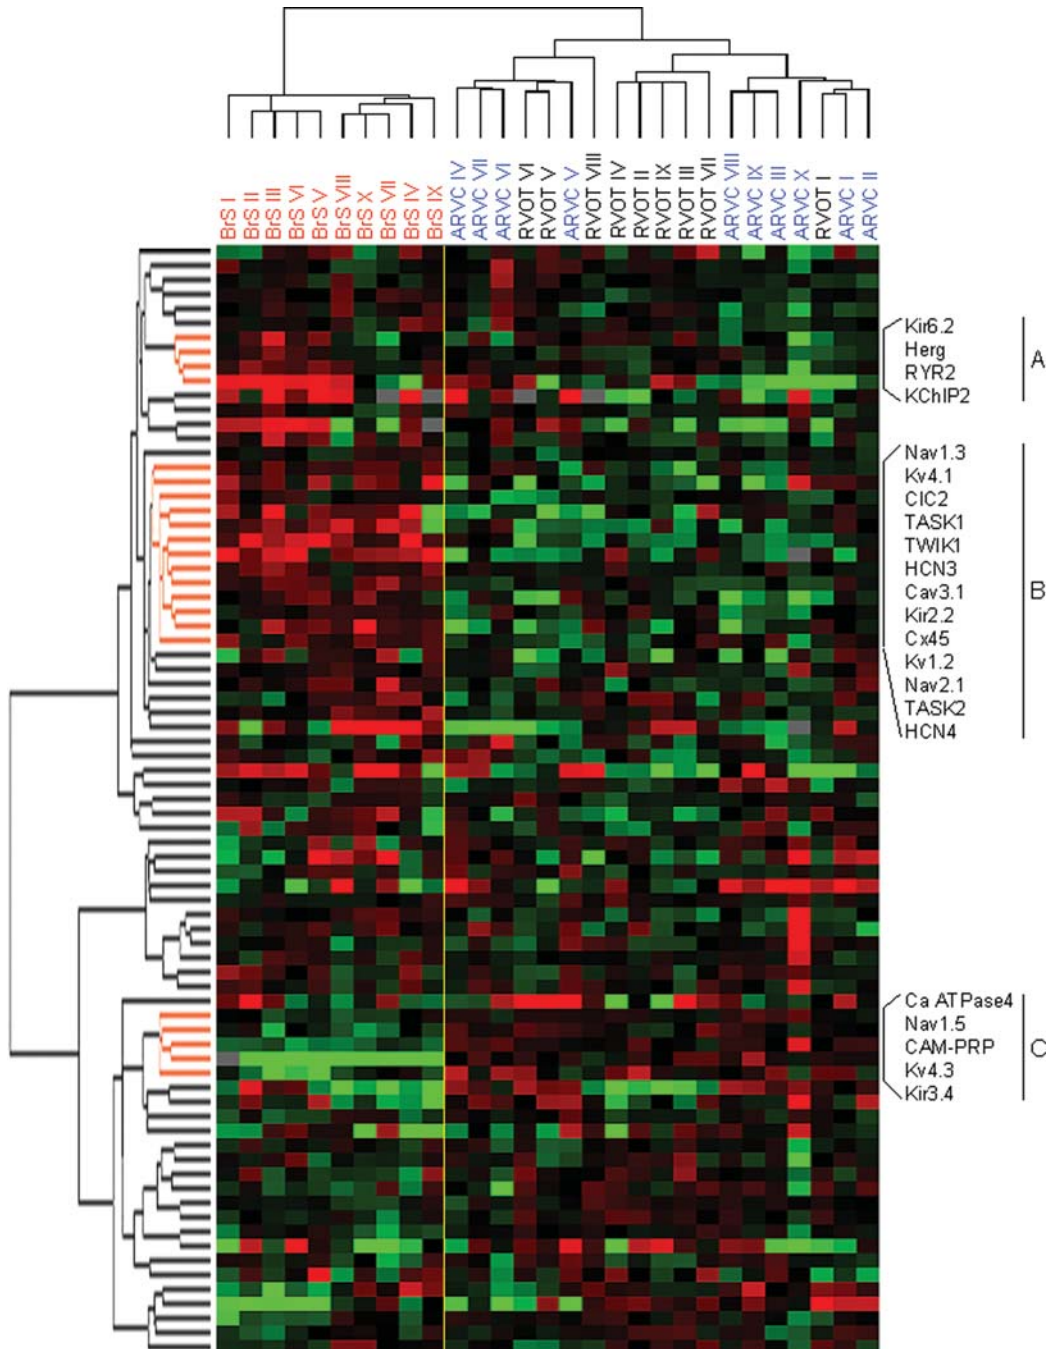 BrS I
BrS II
BrS III
BrS VI
BrS V
BrS VIII
BrS X
BrS VII
BrS IV
BrS IX
ARVC IV
ARVC VII
ARVC VI
RVOT VI
RVOT V
ARVC V
RVOT VIII
RVOT IV
RVOT II
RVOT IX
RVOT III
RVOT VII
ARVC VIII
ARVC IX
ARVC III
ARVC X
RVOT I
ARVC I
ARVC II
Kir6.2
Herg
RYR2
KChIP2
A
Nav1.3
Kv4.1
ClC2
TASK1
TWIK1
HCN3
Cav3.1
Kir2.2
Cx45
Kv1.2
Nav2.1
TASK2
HCN4
B
Ca ATPase4
Nav1.5
CAM-PRP
Kv4.3
Kir3.4
C